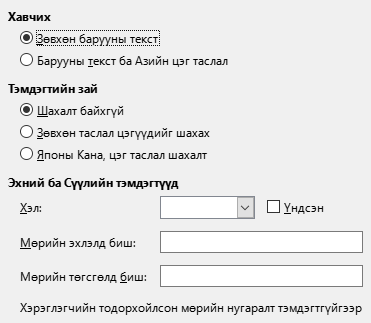 Хавчих
Зөвхөн барууны текст
Барууны текст ба Азийн цэг таслал
Тэмдэгтийн зай
Шахалт байхгүй
Зөвхөн таслал цэгүүдийг шахах
Японы Кана, цэг таслал шахалт
Эхний ба Сүүлийн тэмдэгтүүд
Хэл: Үндсэн
Мөрийн эхлэлд биш:
Мөрийн төгсгөлд биш:
Хэрэглэгчийн тодорхойлсон мөрийн нугаралт тэмдэгтгүйгээр